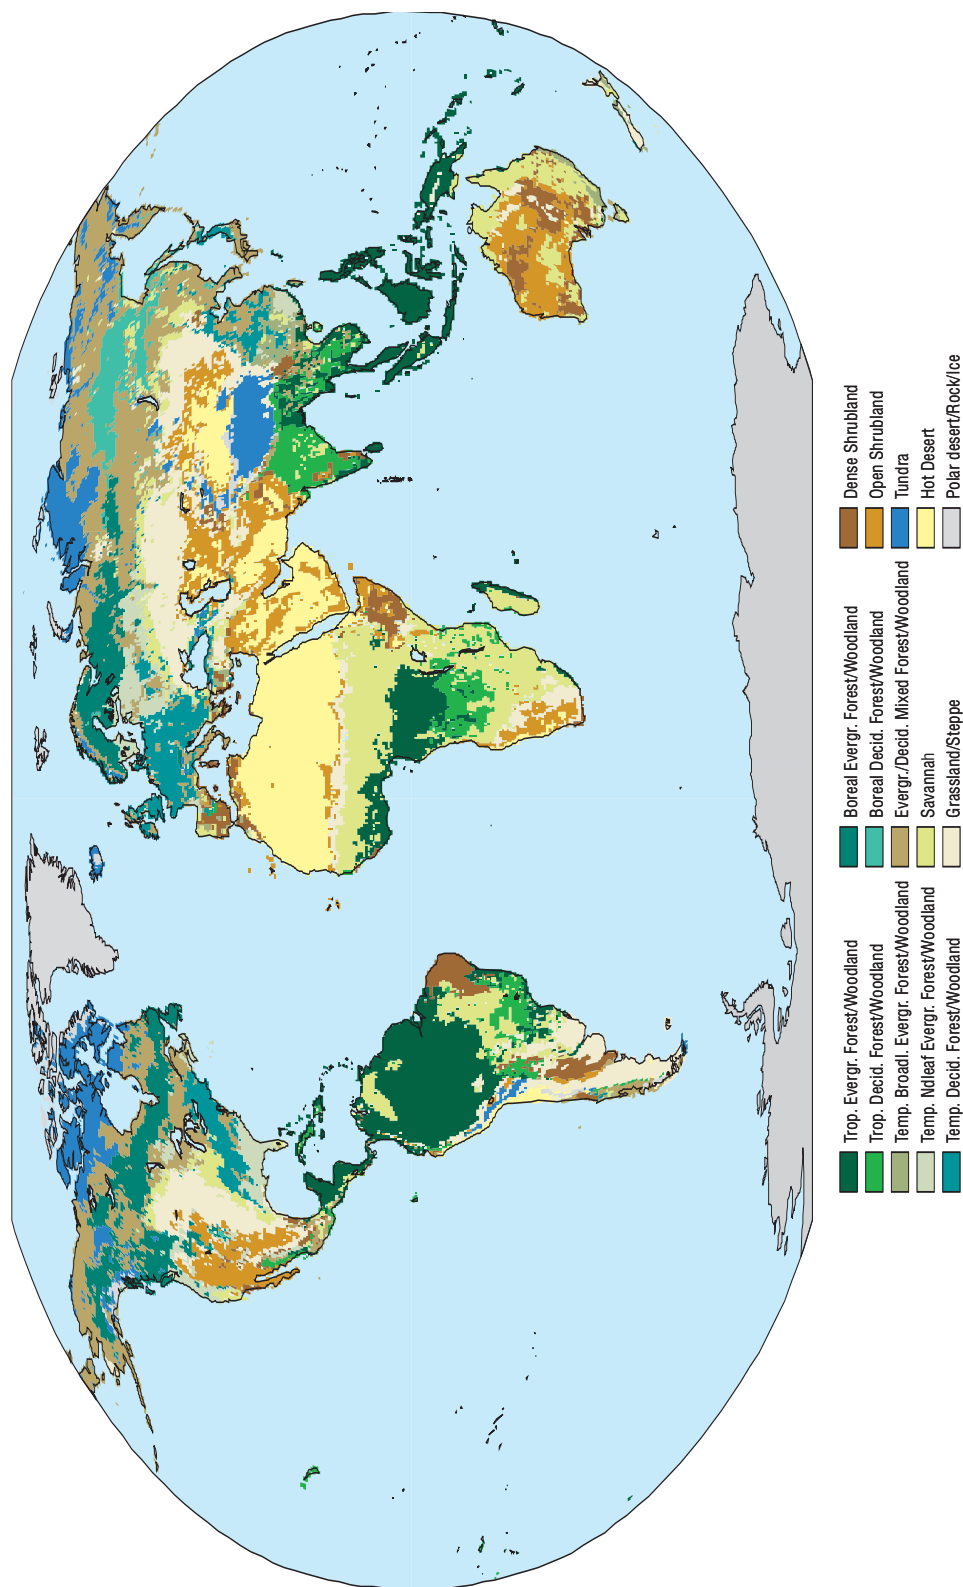 Trop. Evergr. Forest/Woodland
Trop. Decid. Forest/Woodland
Temp. Broadl. Evergr. Forest/Woodland
Temp. Ndleaf Evergr. Forest/Woodland
Temp. Decid. Forest/Woodland
Boreal Evergr. Forest/Woodland
Boreal Decid. Forest/Woodland
Evergr./Decid. Mixed Forest/Woodland
Savannah
Grassland/Steppe
Dense Shrubland
Open Shrubland
Tundra
Hot Desert
Polar desert/Rock/Ice